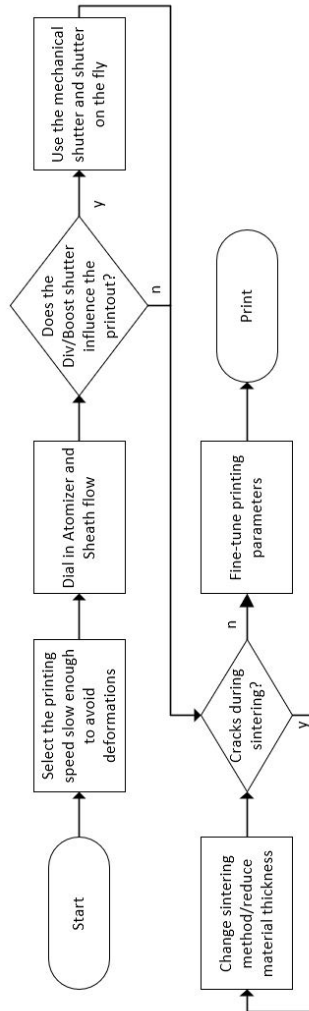 Start
Select the printing
speed slow enough
to avoid
deformations
Dial in Atomizer and
Sheath flow
Does the
Div/Boost shutter
influence the
printout?
y
n
Use the mechanical
shutter and shutter
on the fly
Change sintering
method/reduce
material thickness
Cracks during
sintering?
n
y
Fine-tune printing
parameters
Print